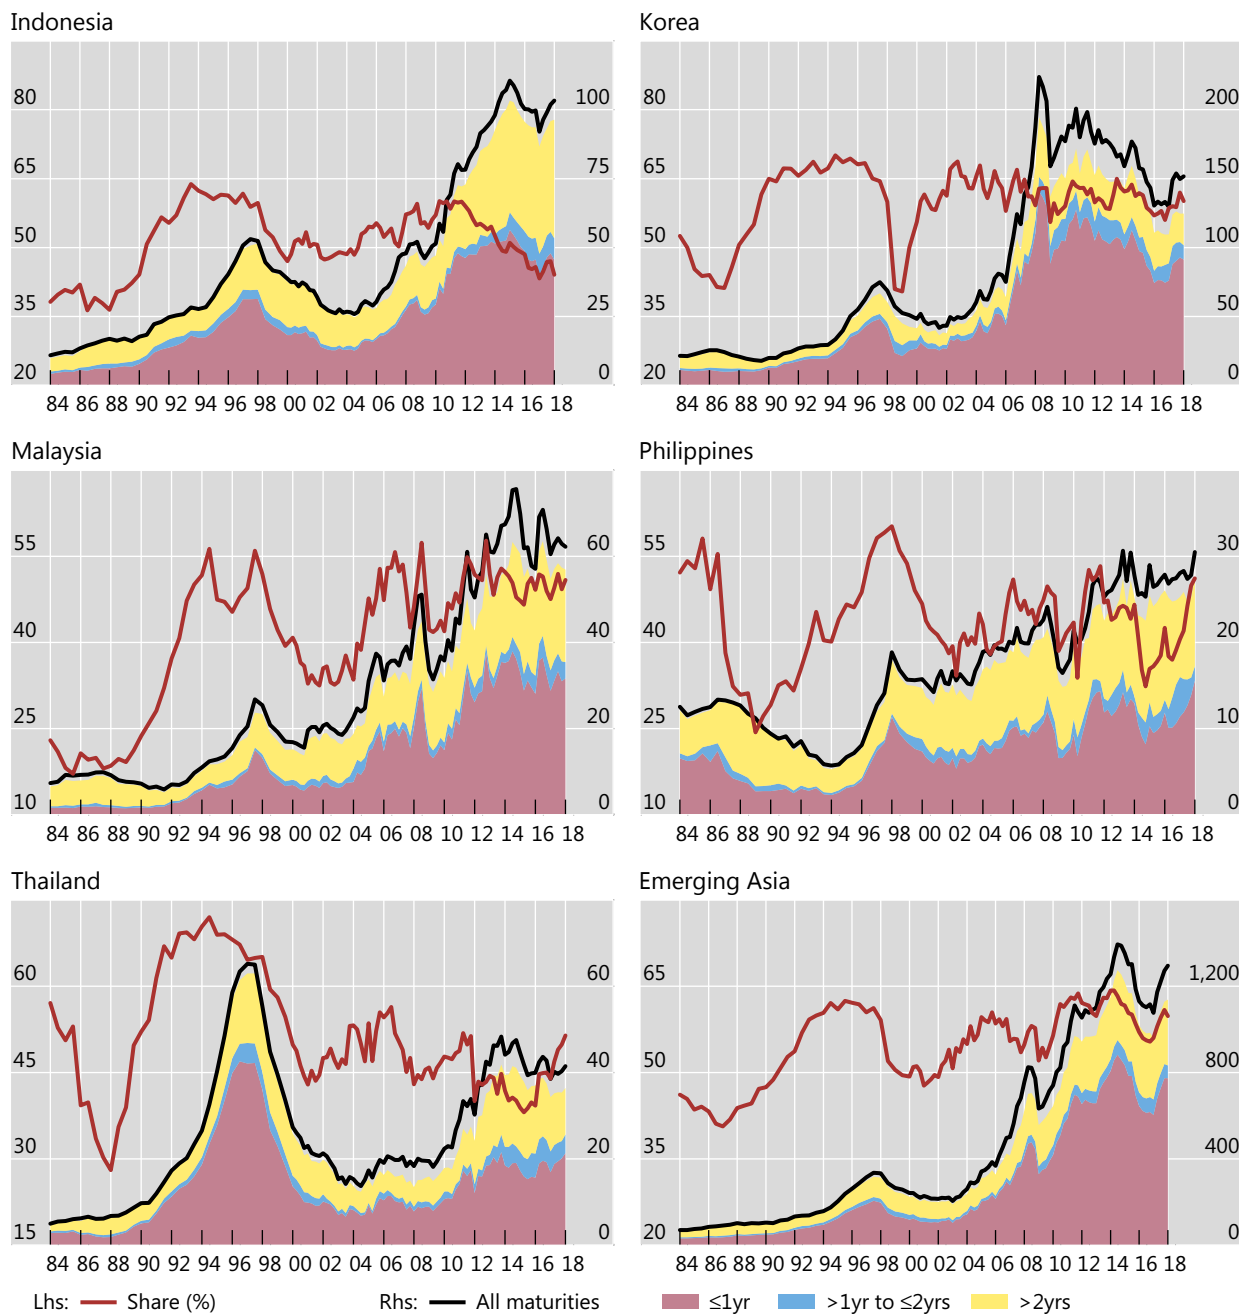 Indonesia
80 100
65 75
50 50
35 25
20 0
84 86 88 90 92 94 96 98 00 02 04 06 08 10 12 14 16 18
Korea
80 200
65 150
50 100
35 50
20 0
84 86 88 90 92 94 96 98 00 02 04 06 08 10 12 14 16 18
Malaysia
55 60
40 40
25 20
10 0
84 86 88 90 92 94 96 98 00 02 04 06 08 10 12 14 16 18
Philippines
55 30
40 20
25 10
10 0
84 86 88 90 92 94 96 98 00 02 04 06 08 10 12 14 16 18
Thailand
60 60
45 40
30 20
15 0
84 86 88 90 92 94 96 98 00 02 04 06 08 10 12 14 16 18
Emerging Asia
65 1,200
50 800
35 400
20 0
84 86 88 90 92 94 96 98 00 02 04 06 08 10 12 14 16 18
Lhs: Share (%) Rhs: All maturities ≤1yr >1yr to ≤2yrs >2yrs